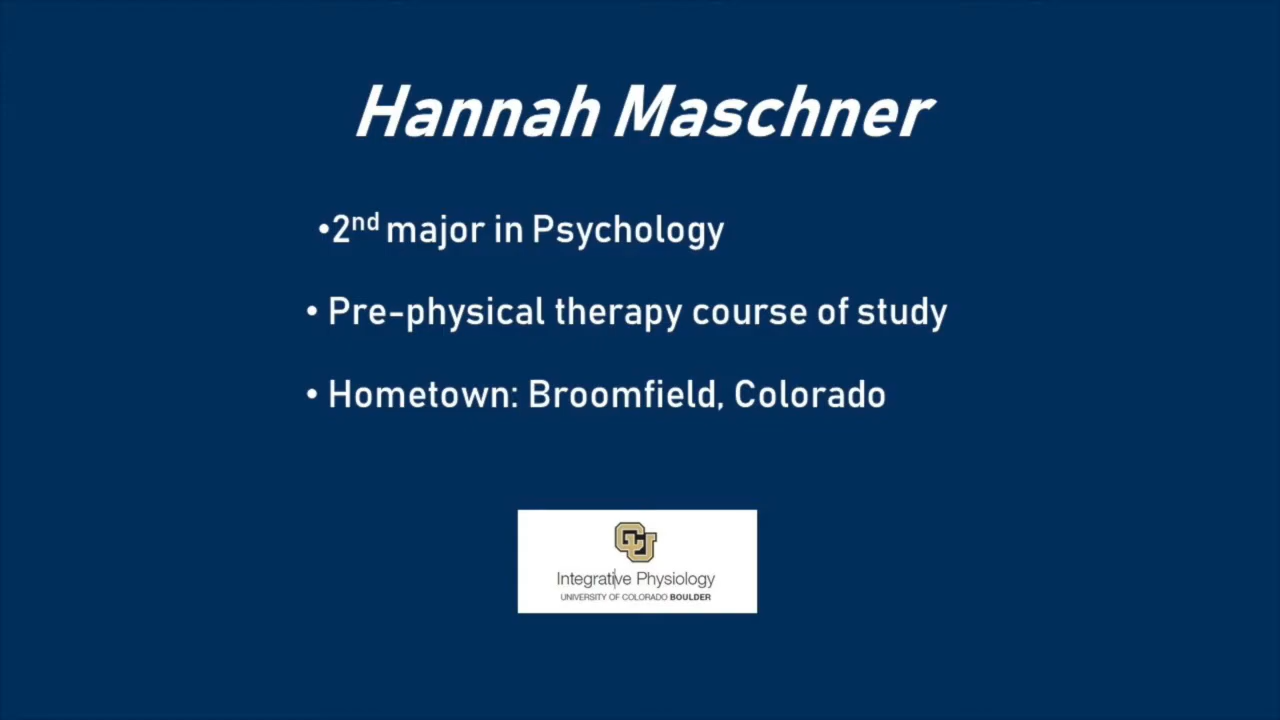 Hannah Maschner
•2nd major in Psychology
• Pre-physical therapy course of study
• Hometown: Broomfield, Colorado
CU
Integrative Physiology
UNIVERSITY OF COLORADO BOULDER